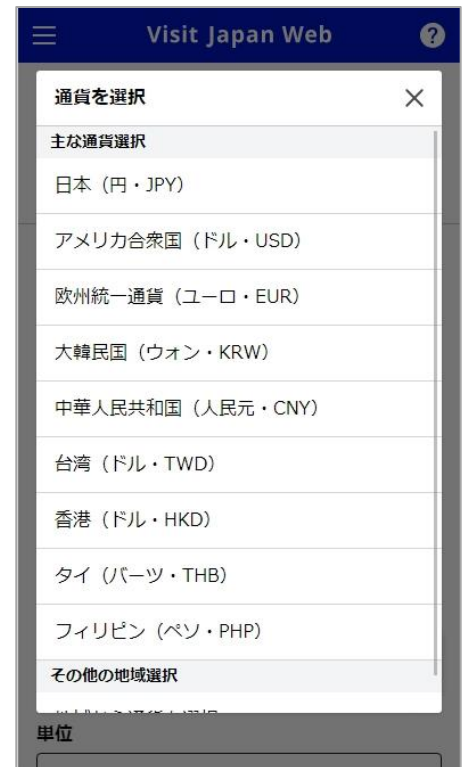 Visit Japan Web
通貨を選択
主な通貨選択
日本（円・JPY）
アメリカ合衆国（ドル・USD）
欧州統一通貨（ユーロ・EUR）
大韓民国（ウォン・KRW）
中華人民共和国（人民元・CNY）
台湾（ドル・TWD）
香港（ドル・HKD）
タイ（バーツ・THB）
フィリピン（ペソ・PHP）
その他の地域選択
単位